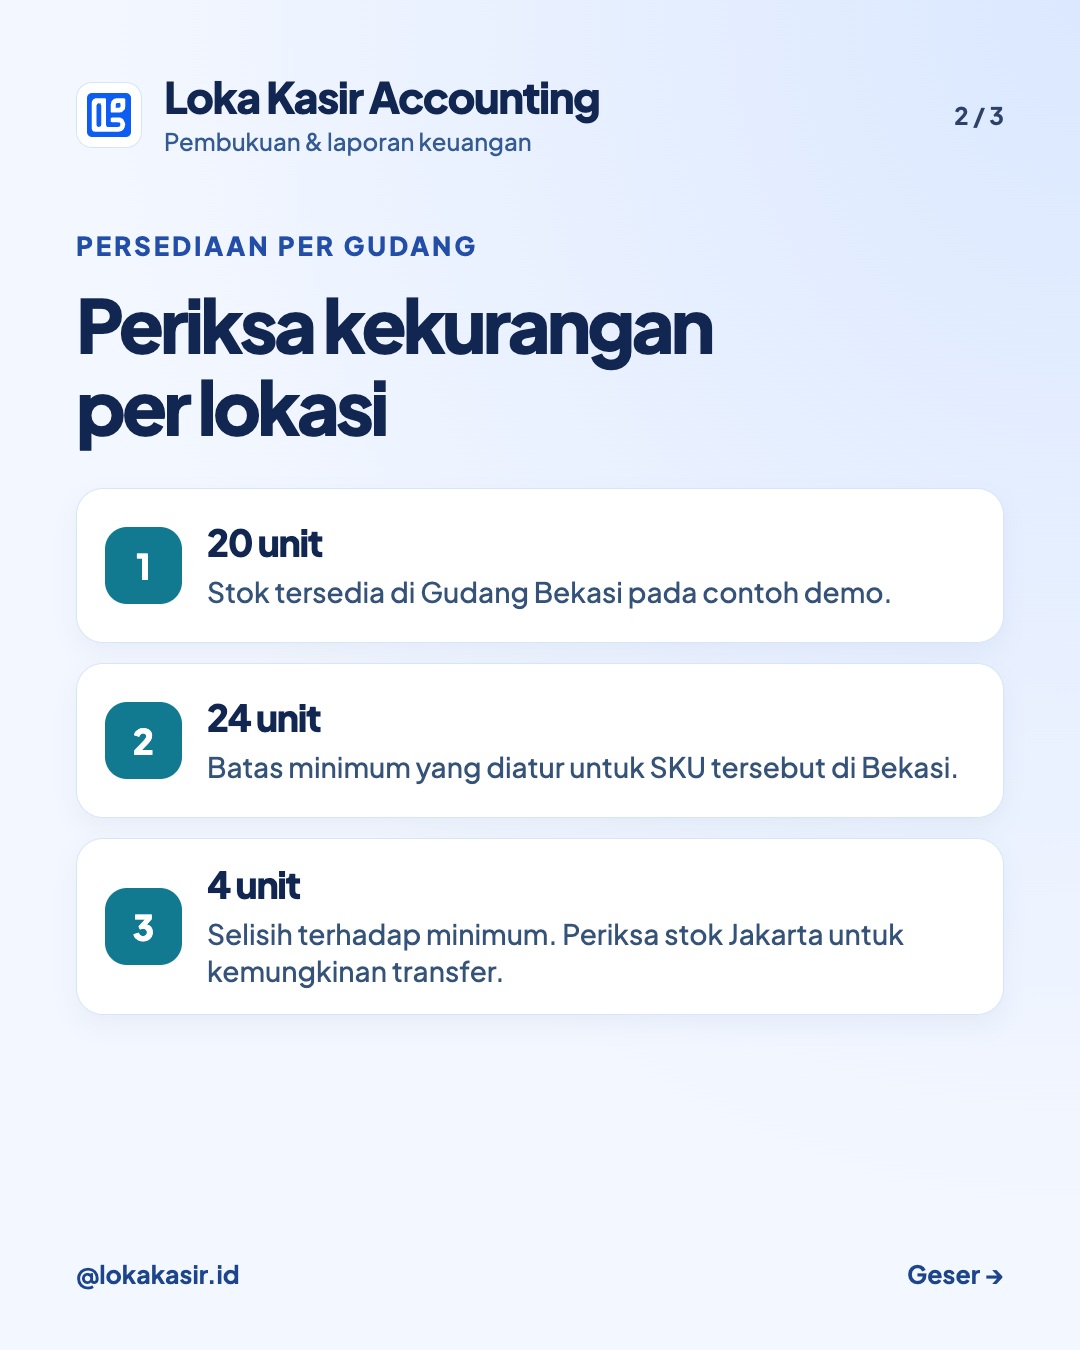 Loka Kasir Accounting
Pembukuan & laporan keuangan
2 / 3
PERSEDIAAN PER GUDANG
Periksa kekurangan
per lokasi
1
20 unit
Stok tersedia di Gudang Bekasi pada contoh demo.
2
24 unit
Batas minimum yang diatur untuk SKU tersebut di Bekasi.
3
4 unit
Selisih terhadap minimum. Periksa stok Jakarta untuk
kemungkinan transfer.
@lokakasir.id
Geser →